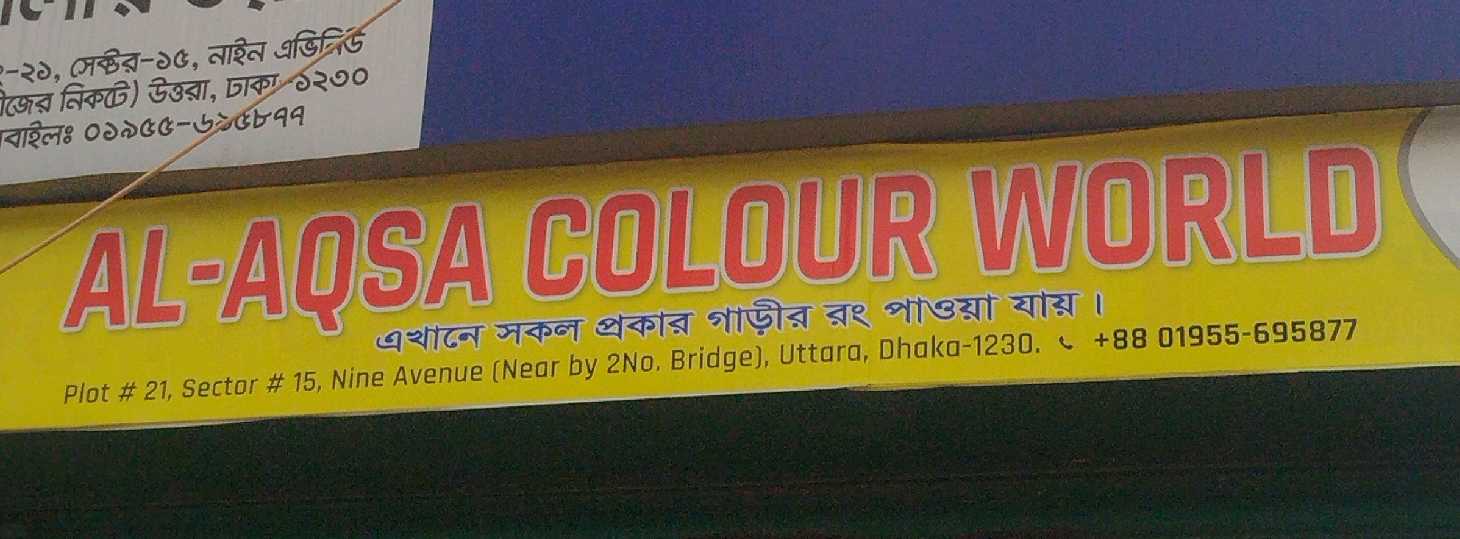 -২১, সেক্টর-১৫, নাইন এভিনিউ
নিকটে) উত্তরা, ঢাকা-১২৩০
০১৯৫৫-৬৯৫৮৭৭
AL-AQSA COLOUR WORLD
এখানে সকল প্রকার গাড়ীর রং পাওয়া যায় ।
Plot # 21, Sector # 15, Nine Avenue (Near by 2No. Bridge), Uttara, Dhaka-1230. +88 01955-695877